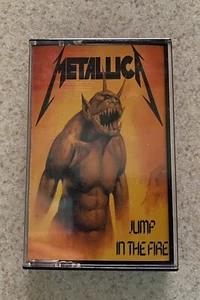 METALLICA
JUMP
IN THE FIRE